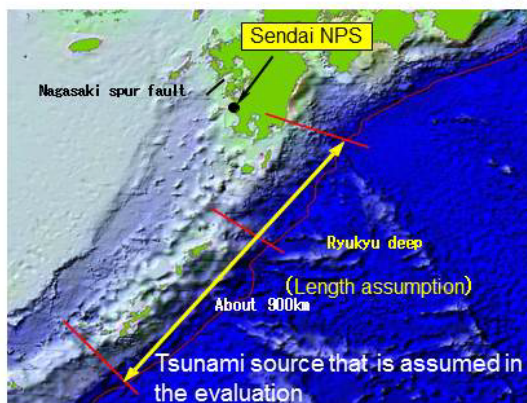 Sendai NPS
Nagasaki spur fault
Ryukyu deep
(Length assumption)
About 900km
Tsunami source that is assumed in
the evaluation